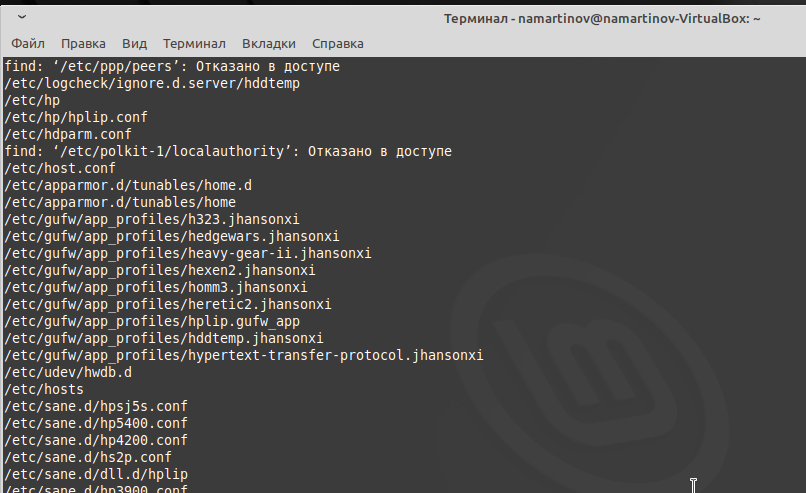 Терминал - namartinov@namartinov-VirtualBox: ~
Файл Правка Вид Терминал Вкладки Справка
find: ‘/etc/ppp/peers’: Отказано в доступе
/etc/logcheck/ignore.d.server/hddtemp
/etc/hp
/etc/hp/hplip.conf
/etc/hdparm.conf
find: ‘/etc/polkit-1/localauthority’: Отказано в доступе
/etc/host.conf
/etc/apparmor.d/tunables/home.d
/etc/apparmor.d/tunables/home
/etc/gufw/app_profiles/h323.jhansonxi
/etc/gufw/app_profiles/hedgewars.jhansonxi
/etc/gufw/app_profiles/heavy-gear-ii.jhansonxi
/etc/gufw/app_profiles/hexen2.jhansonxi
/etc/gufw/app_profiles/homm3.jhansonxi
/etc/gufw/app_profiles/heretic2.jhansonxi
/etc/gufw/app_profiles/hplip.gufw_app
/etc/gufw/app_profiles/hddtemp.jhansonxi
/etc/gufw/app_profiles/hypertext-transfer-protocol.jhansonxi
/etc/udev/hwdb.d
/etc/hosts
/etc/sane.d/hpsj5s.conf
/etc/sane.d/hp5400.conf
/etc/sane.d/hp4200.conf
/etc/sane.d/hs2p.conf
/etc/sane.d/dll.d/hplip
/etc/sane.d/hp3900.conf